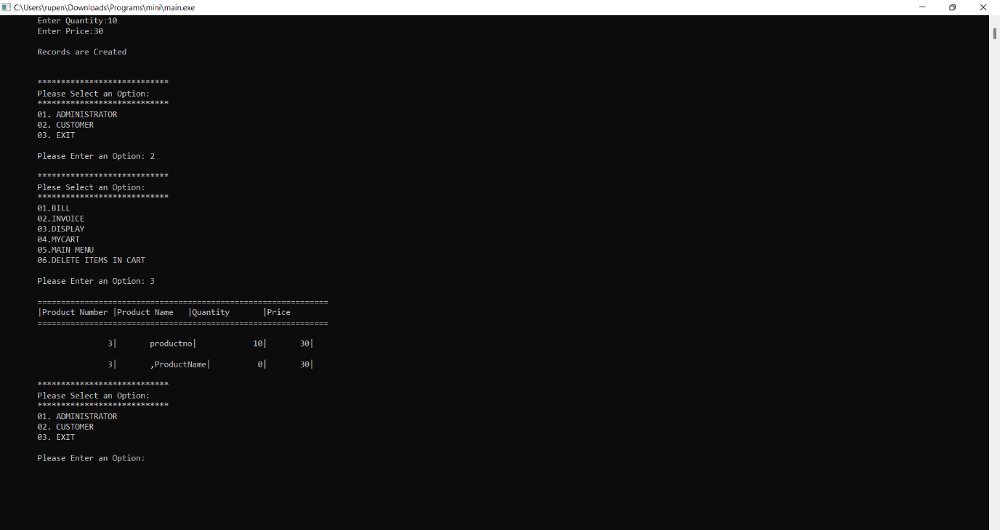 C:\Users\rupen\Downloads\Programs\mini\main.exe
Enter Quantity:10
Enter Price:30
Records are Created
****************************
Please Select an Option:
****************************
01. ADMINISTRATOR
02. CUSTOMER
03. EXIT
Please Enter an Option: 2
****************************
Plese Select an Option:
****************************
01.BILL
02.INVOICE
03.DISPLAY
04.MYCART
05.MAIN MENU
06.DELETE ITEMS IN CART
Please Enter an Option: 3
==============================================================
|Product Number |Product Name   |Quantity       |Price
==============================================================
3|       productno|            10|       30|
3|       ,ProductName|          0|       30|
****************************
Please Select an Option:
****************************
01. ADMINISTRATOR
02. CUSTOMER
03. EXIT
Please Enter an Option: